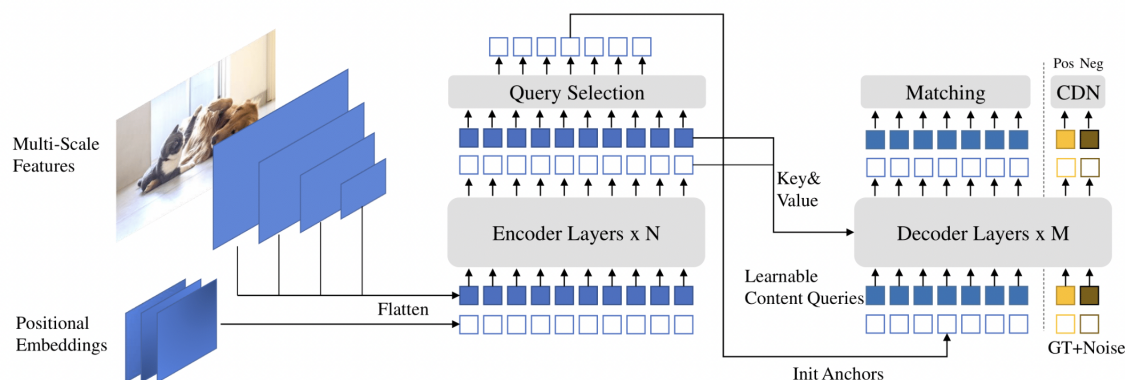 Multi-Scale
Features
Positional
Embeddings
Flatten
Query Selection
Encoder Layers x N
Key&
Value
Matching
Pos Neg
CDN
Decoder Layers x M
Learnable
Content Queries
GT+Noise
Init Anchors